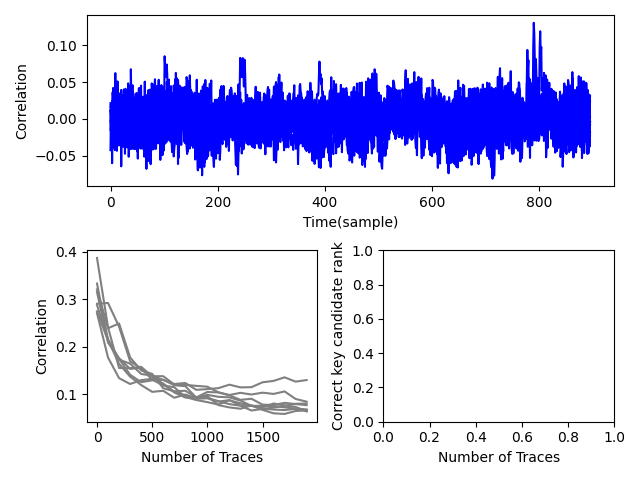 0.10
0.05
0.00
−0.05
Correlation
0 200 400 600 800
Time(sample)
0.4
0.3
0.2
0.1
Correlation
0 500 1000 1500
Number of Traces
1.0
0.8
0.6
0.4
0.2
0.0
Correct key candidate rank
0.0 0.2 0.4 0.6 0.8 1.0
Number of Traces